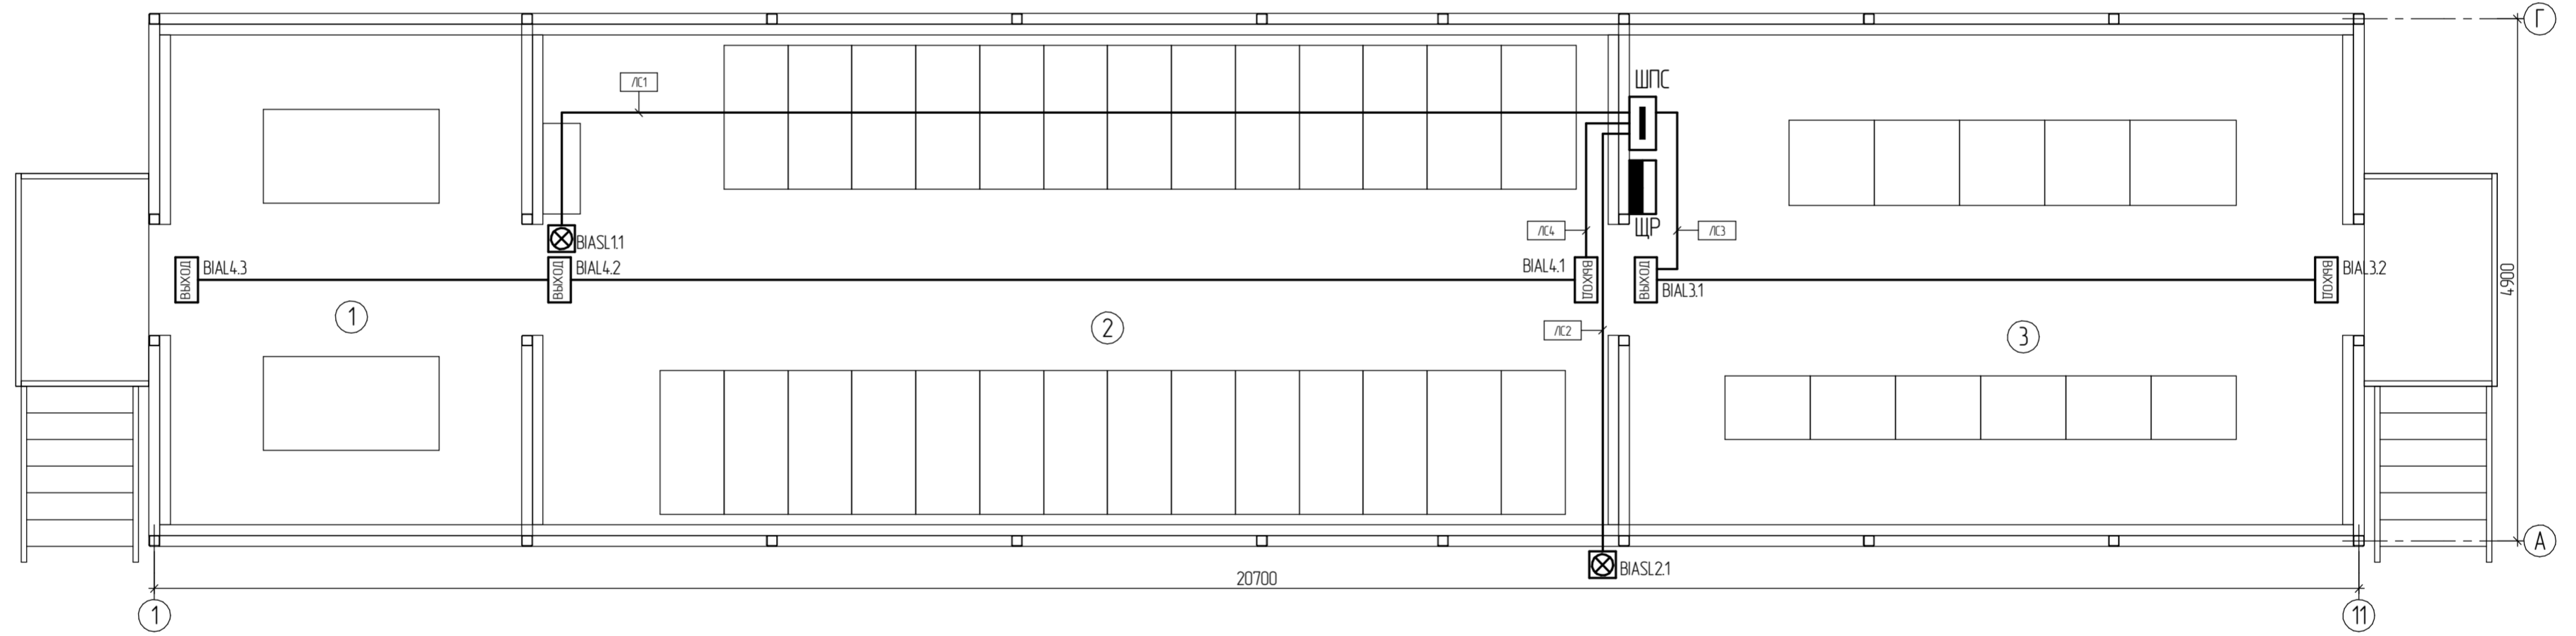 Г
ШПС
ЛС1
ЛС4
ЩР
ЛС3
BIASL1.1
BIAL4.3
ВЫХОД
BIAL4.2
ВЫХОД
BIAL4.1
ВЫХОД
ВЫХОД
BIAL3.1
BIAL3.2
ВЫХОД
4900
1
2
ЛС2
3
А
BIASL2.1
20700
1
11